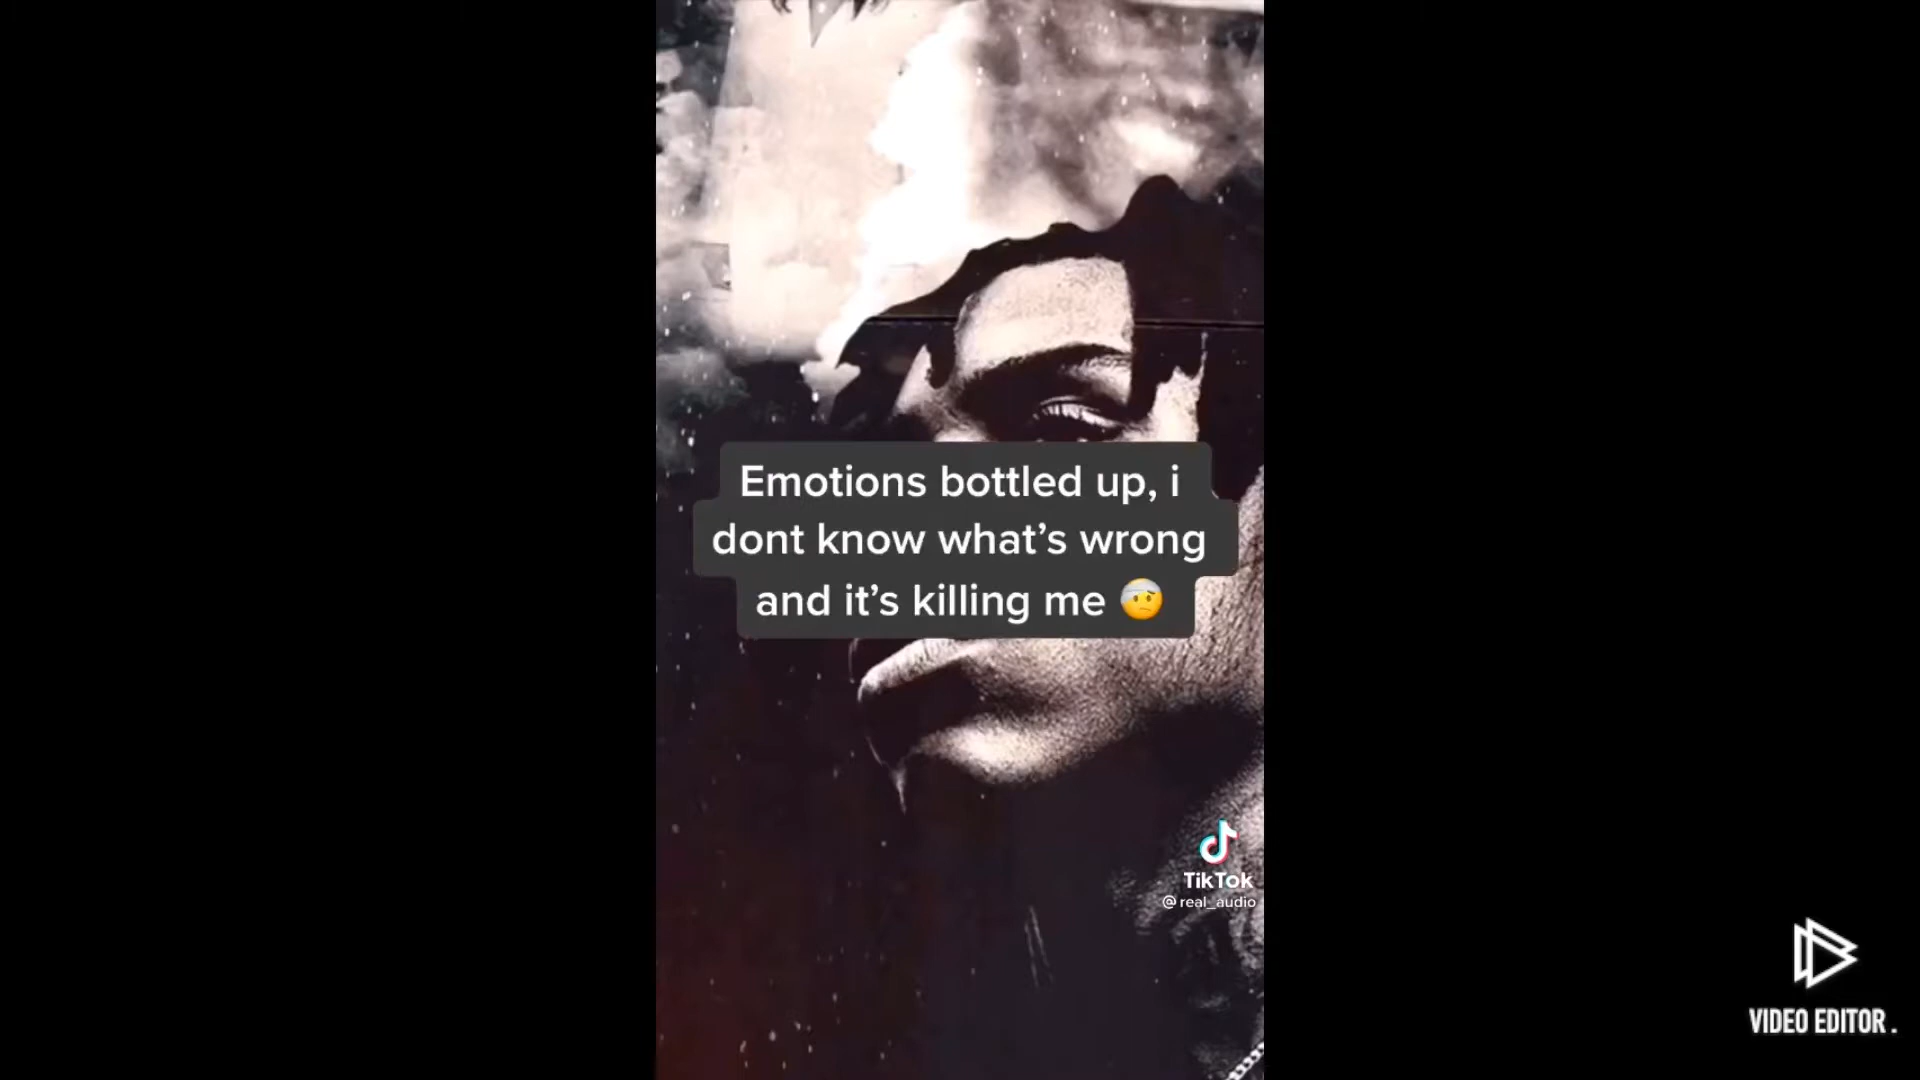 Emotions bottled up, i
dont know what’s wrong
and it’s killing me 🤕
TikTok
@real_audio
VIDEO EDITOR .